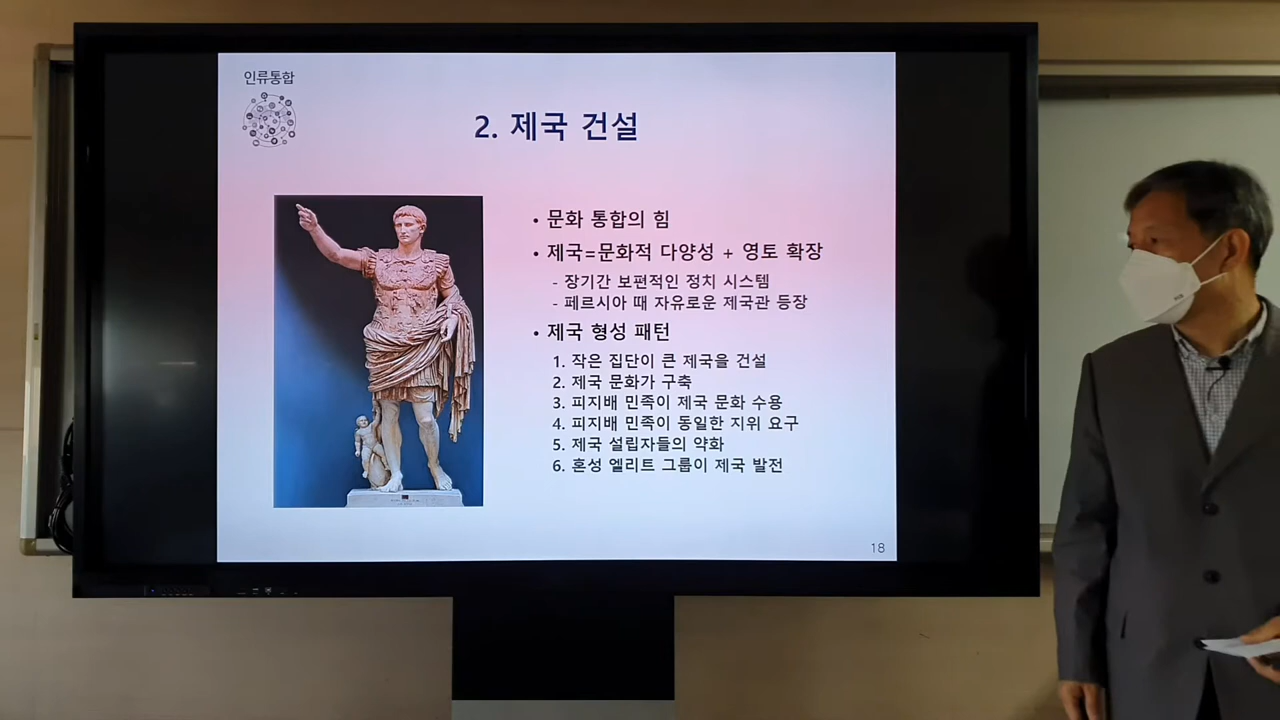 인류통합
2. 제국 건설
• 문화 통합의 힘
• 제국=문화적 다양성 + 영토 확장
- 장기간 보편적인 정치 시스템
- 페르시아 때 자유로운 제국관 등장
• 제국 형성 패턴
1. 작은 집단이 큰 제국을 건설
2. 제국 문화가 구축
3. 피지배 민족이 제국 문화 수용
4. 피지배 민족이 동일한 지위 요구
5. 제국 설립자들의 약화
6. 혼성 엘리트 그룹이 제국 발전
18